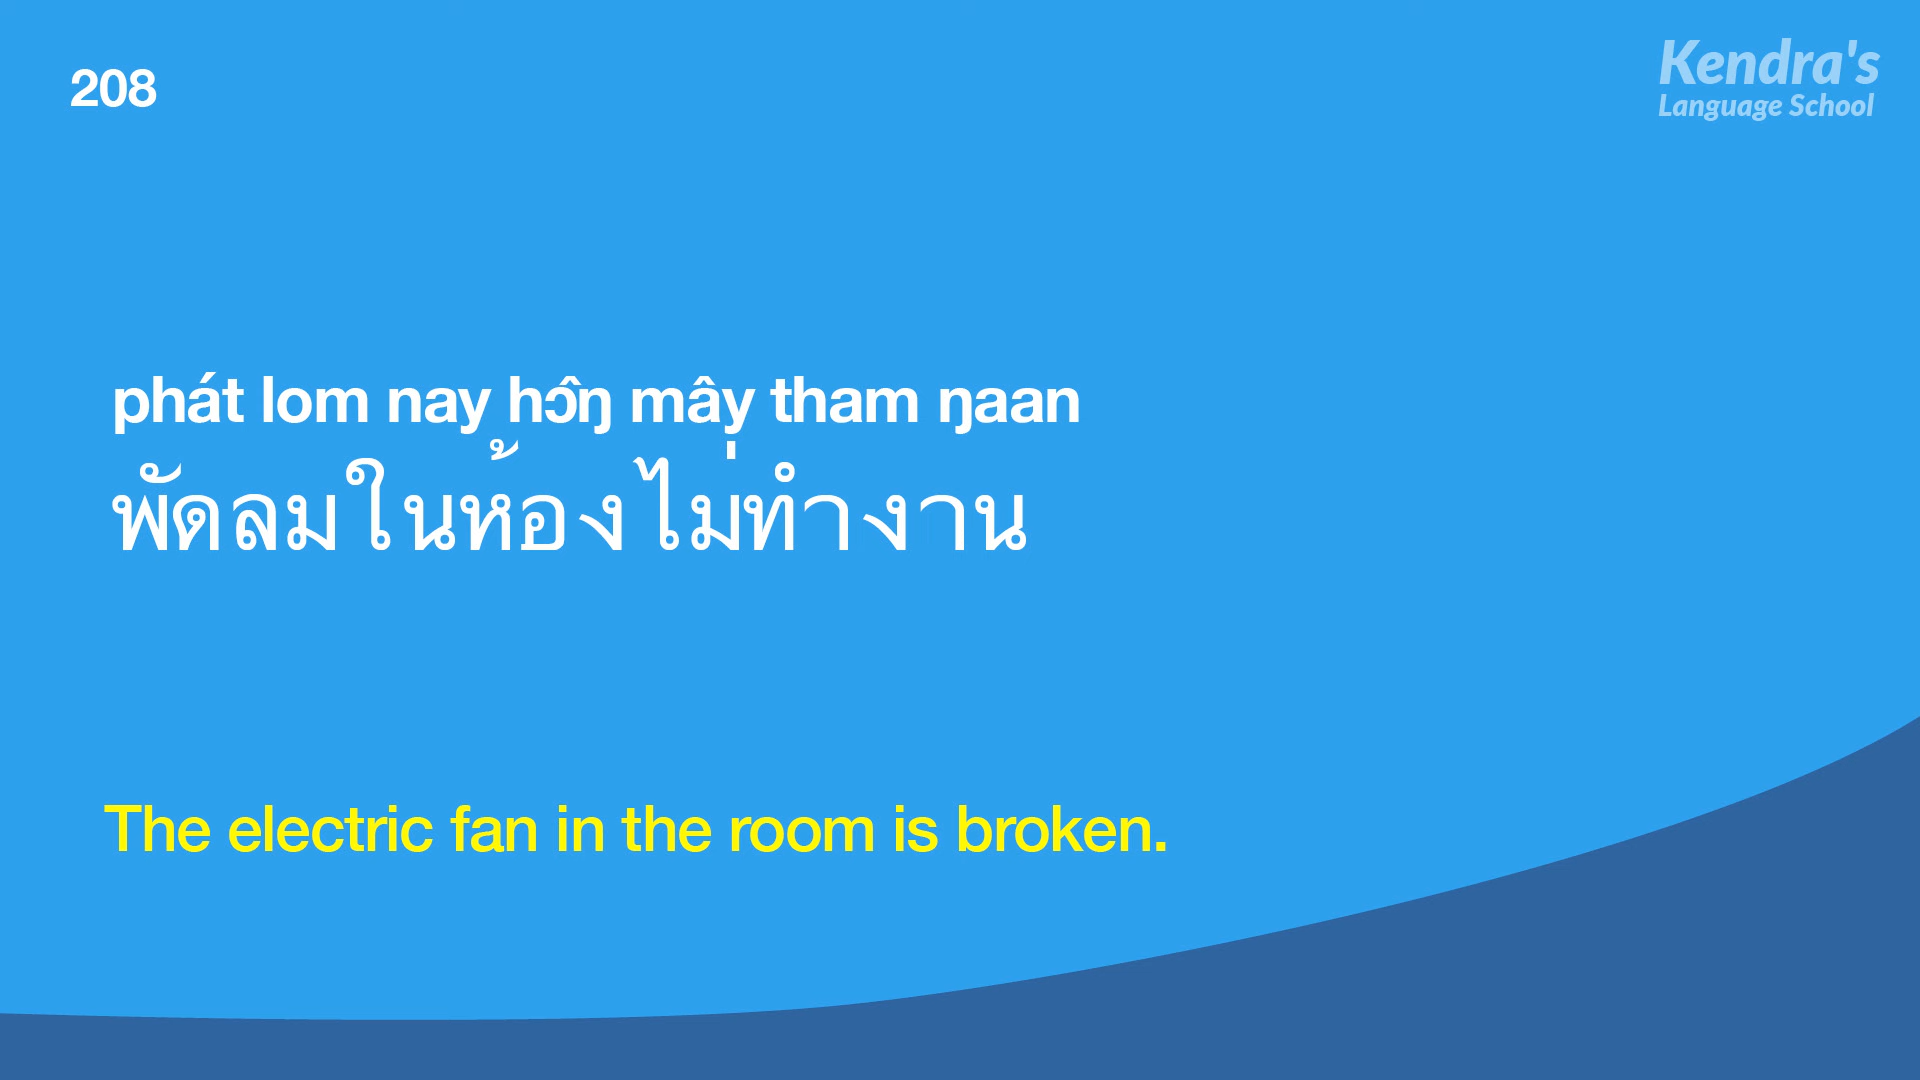 208
Kendra's
Language School
phát lom nay hɔ̂ŋ mây tham ŋaan
พัดลมในห้องไม่ทำงาน
The electric fan in the room is broken.